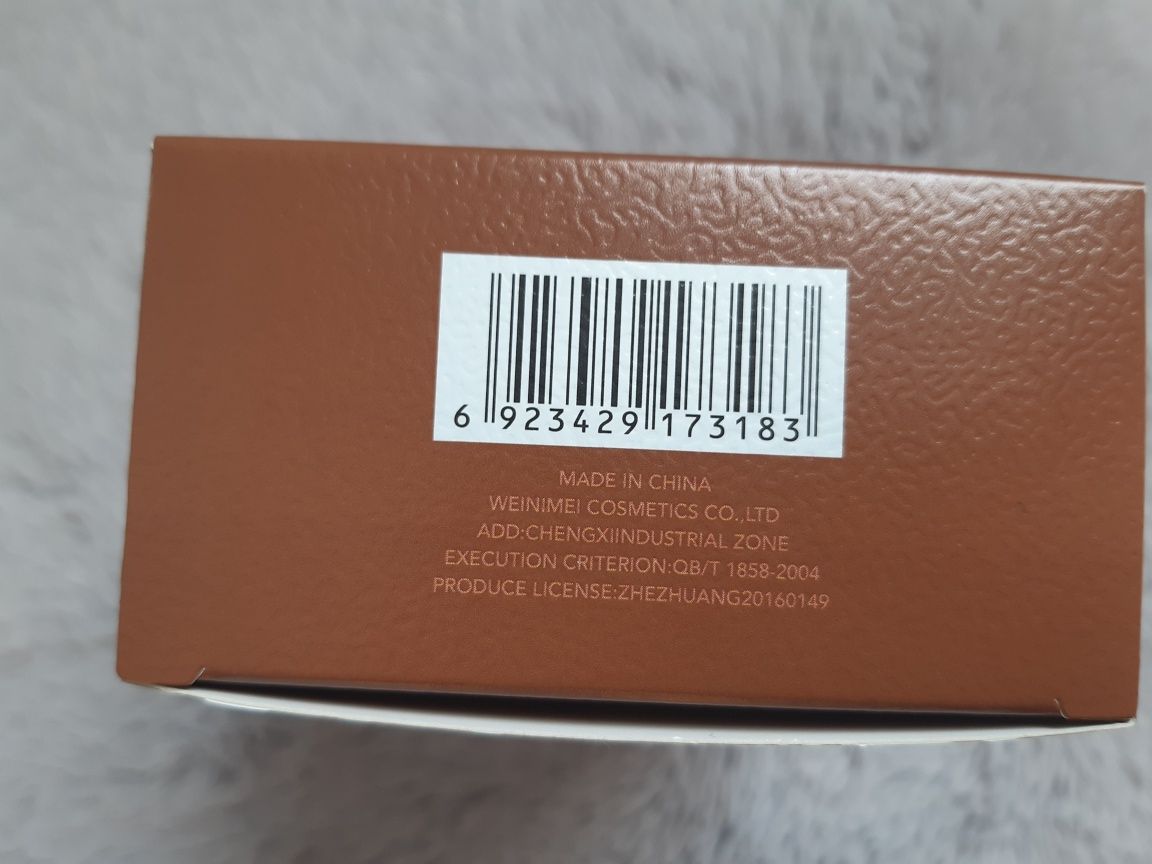 6 923429 173183
MADE IN CHINA
WEINIMEI COSMETICS CO.,LTD
ADD:CHENGXIINDUSTRIAL ZONE
EXECUTION CRITERION:QB/T 1858-2004
PRODUCE LICENSE:ZHEZHUANG20160149